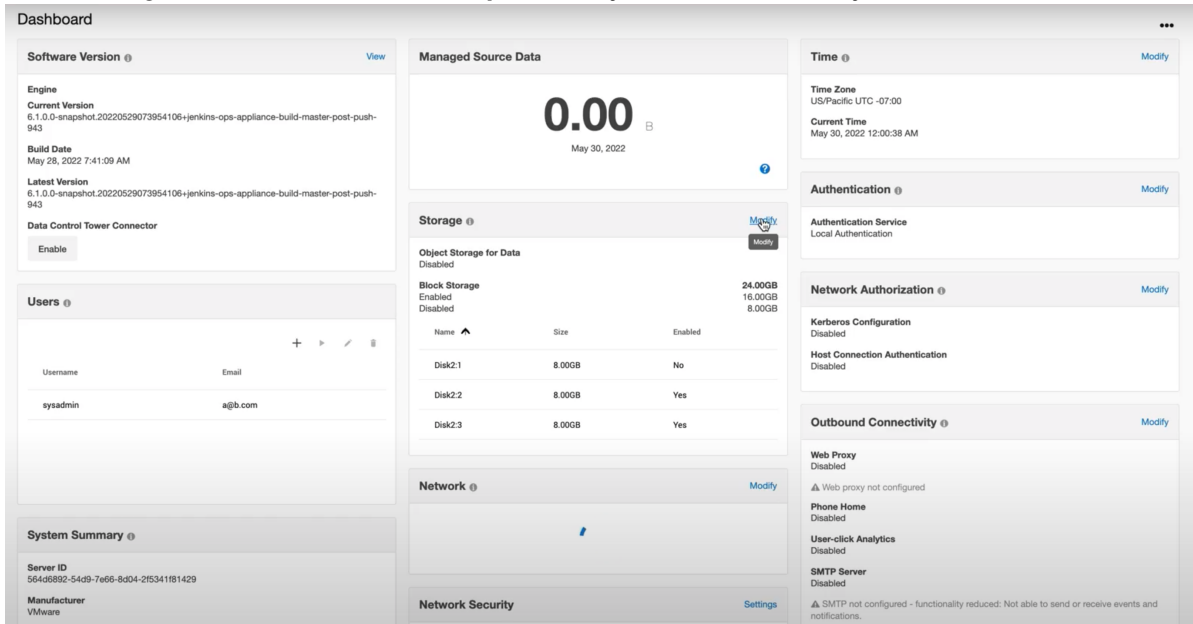 Dashboard
Software Version
View
Engine
Current Version
6.1.0.0-snapshot.20220529073954106+jenkins-ops-appliance-build-master-post-push-
943
Build Date
May 28, 2022 7:41:09 AM
Latest Version
6.1.0.0-snapshot.20220529073954106+jenkins-ops-appliance-build-master-post-push-
943
Data Control Tower Connector
Enable
Users
Username Email
sysadmin a@b.com
System Summary
Server ID
564d6892-54d9-7e66-8d04-2f5341f81429
Manufacturer
VMware
Managed Source Data
0.00 B
May 30, 2022
Storage
Modify
Modify
Object Storage for Data
Disabled
Block Storage 24.00GB
Enabled 16.00GB
Disabled 8.00GB
Name Size Enabled
Disk2:1 8.00GB No
Disk2:2 8.00GB Yes
Disk2:3 8.00GB Yes
Network
Modify
Network Security
Settings
Time
Modify
Time Zone
US/Pacific UTC -07:00
Current Time
May 30, 2022 12:00:38 AM
Authentication
Modify
Authentication Service
Local Authentication
Network Authorization
Modify
Kerberos Configuration
Disabled
Host Connection Authentication
Disabled
Outbound Connectivity
Modify
Web Proxy
Disabled
Web proxy not configured
Phone Home
Disabled
User-click Analytics
Disabled
SMTP Server
Disabled
SMTP not configured - functionality reduced: Not able to send or receive events and
notifications.